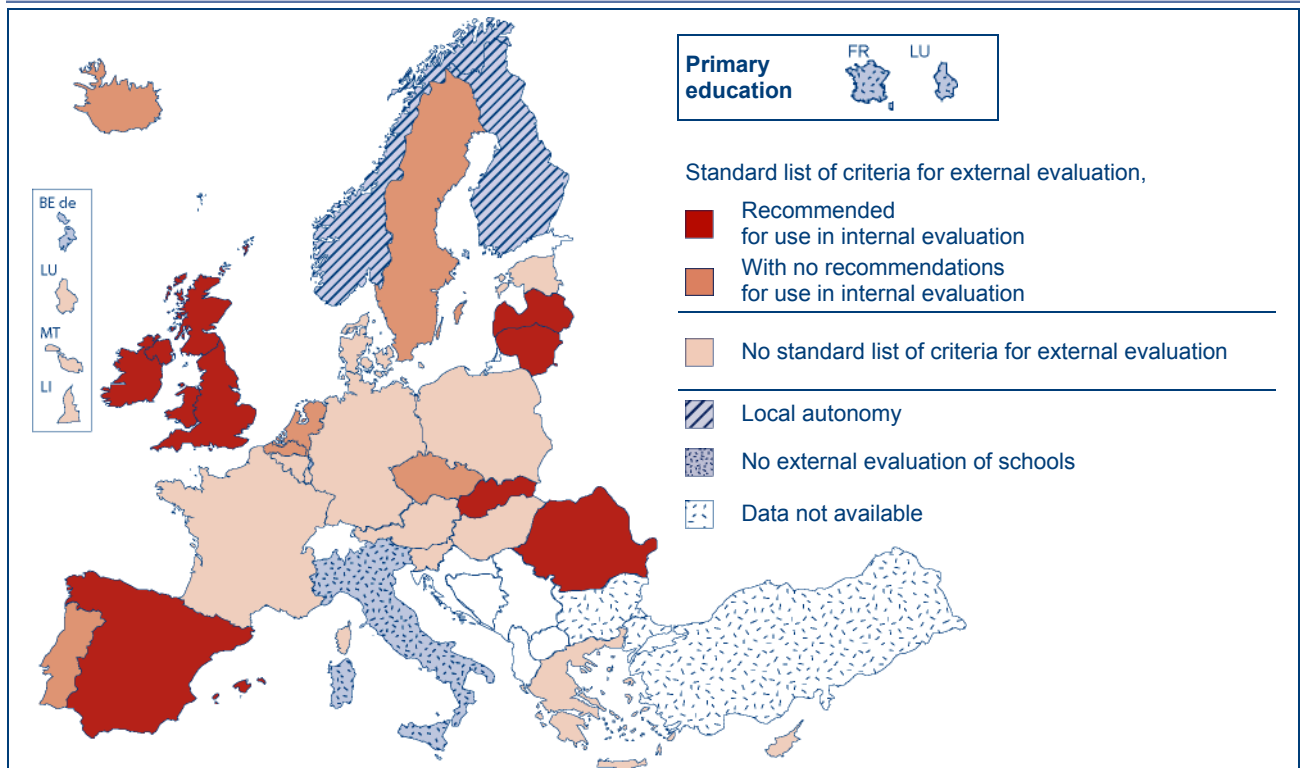 Primary
education
FR
LU
Standard list of criteria for external evaluation,
Recommended
for use in internal evaluation
With no recommendations
for use in internal evaluation
No standard list of criteria for external evaluation
Local autonomy
No external evaluation of schools
Data not available
BE de
LU
MT
LI